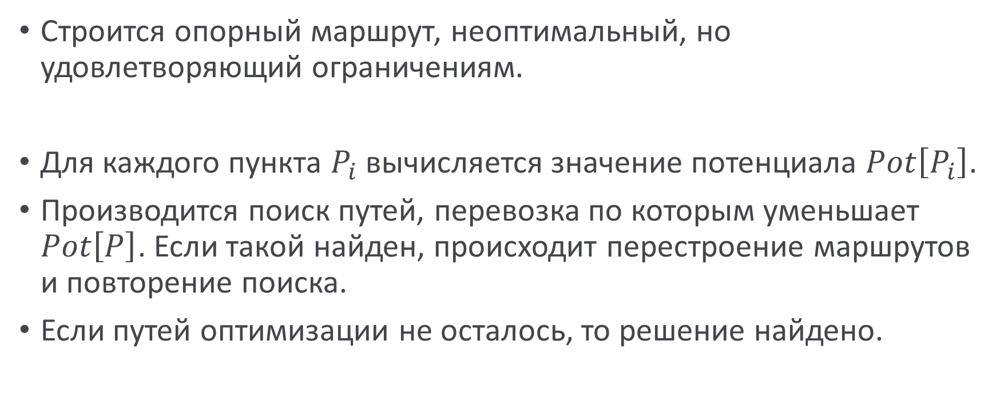 • Строится опорный маршрут, неоптимальный, но
удовлетворяющий ограничениям.
• Для каждого пункта $P_i$ вычисляется значение потенциала $Pot[P_i]$.
• Производится поиск путей, перевозка по которым уменьшает
$Pot[P]$. Если такой найден, происходит перестроение маршрутов
и повторение поиска.
• Если путей оптимизации не осталось, то решение найдено.